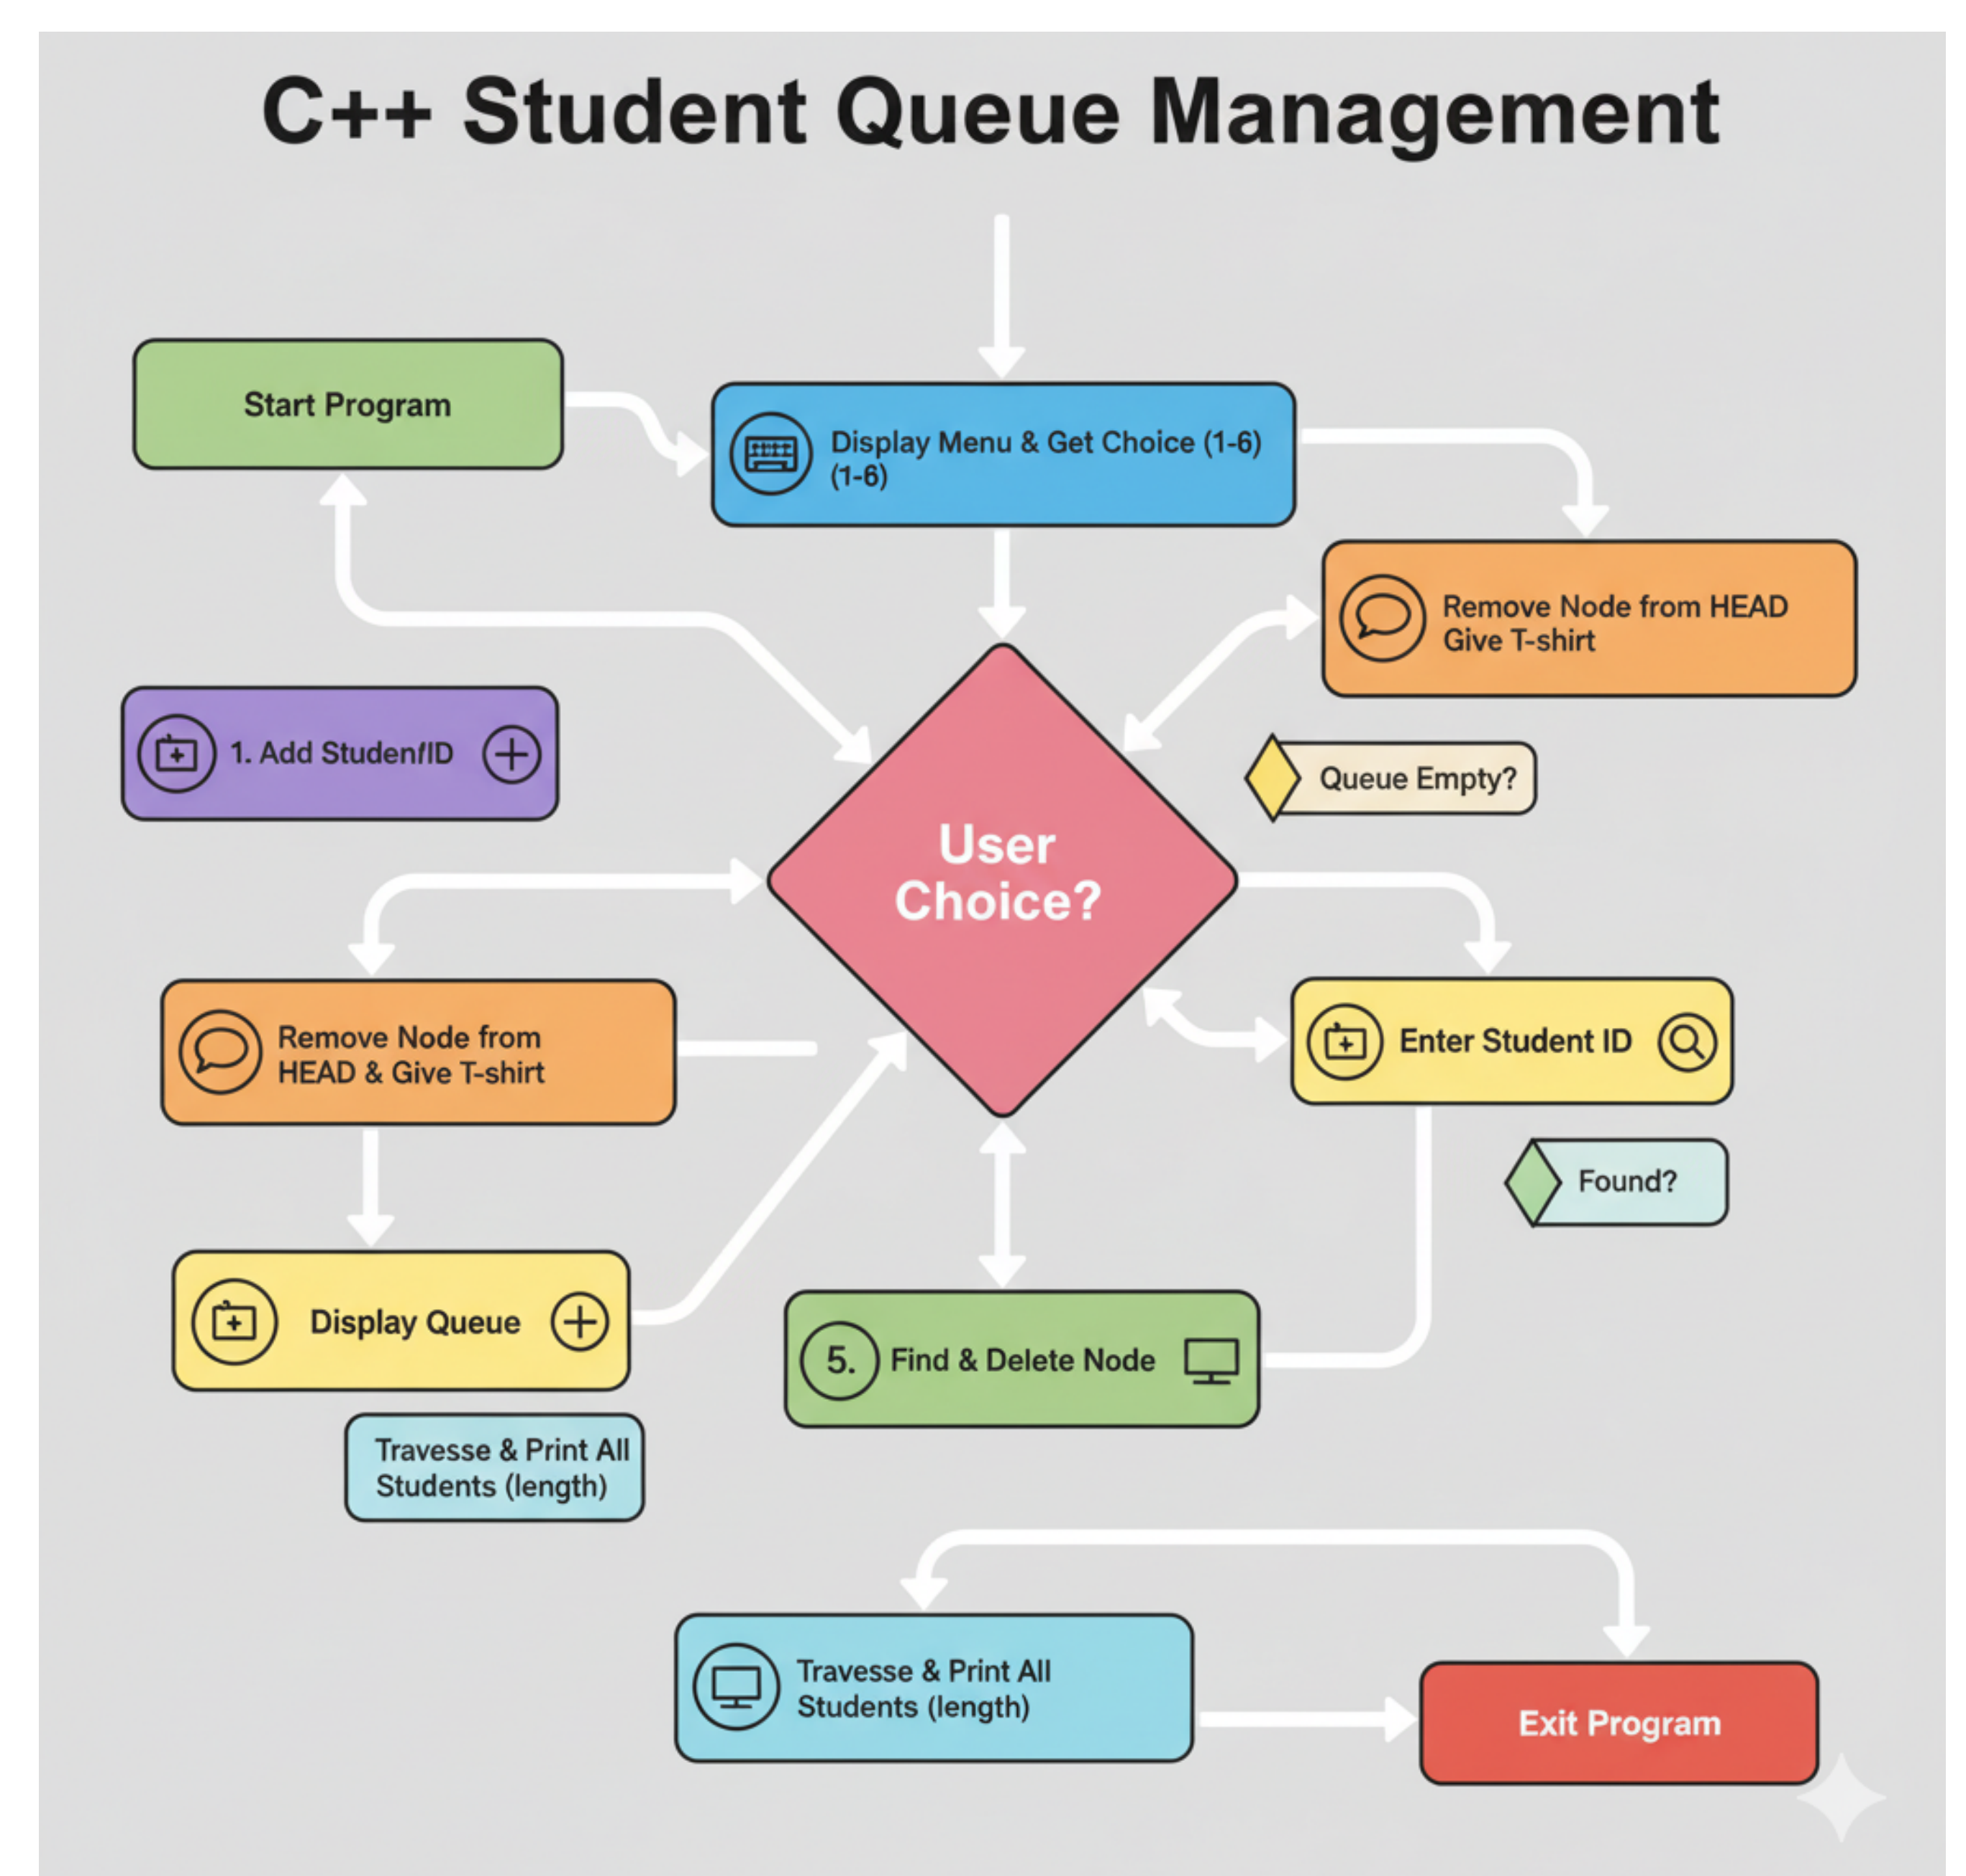 C++ Student Queue Management
Start Program
Display Menu & Get Choice (1-6)
(1-6)
Remove Node from HEAD
Give T-shirt
1. Add StudentID
Queue Empty?
User
Choice?
Remove Node from
HEAD & Give T-shirt
Enter Student ID
Found?
Display Queue
5. Find & Delete Node
Travesse & Print All
Students (length)
Travesse & Print All
Students (length)
Exit Program